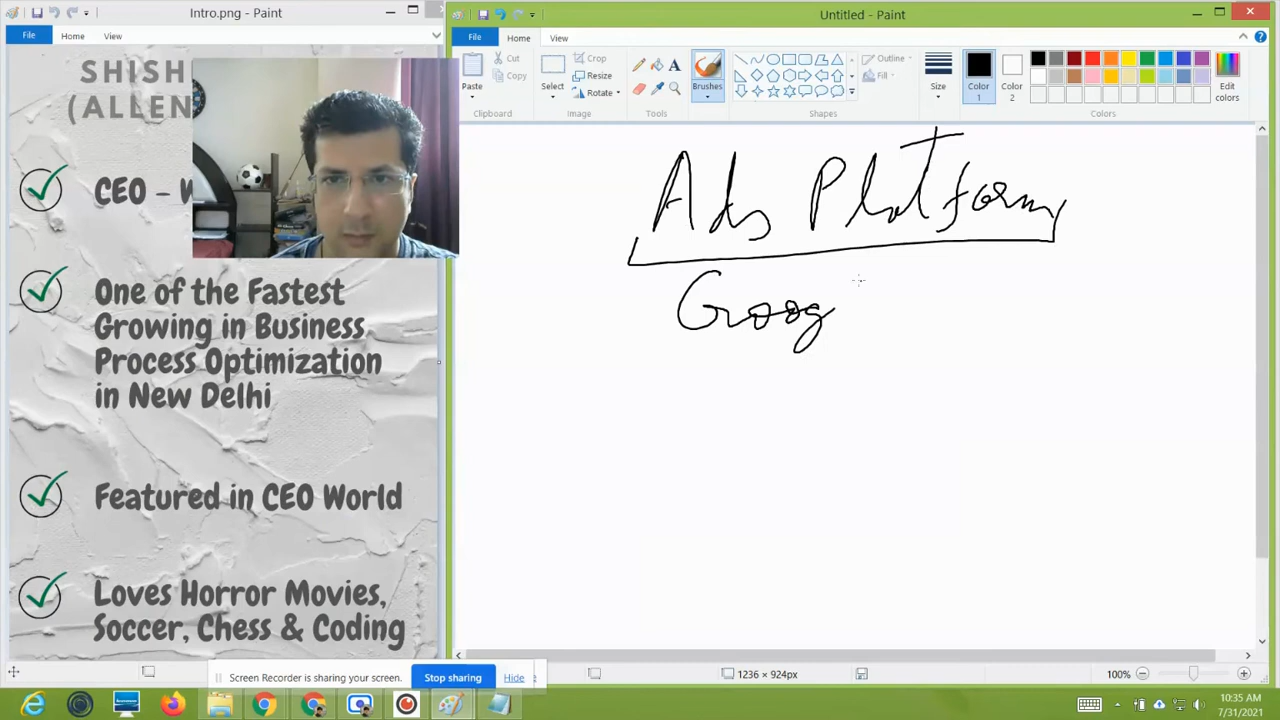 Intro.png - Paint
Untitled - Paint
File
Home
View
File
Home
View
Paste
Cut
Copy
Select
Crop
Resize
Rotate
Brushes
Outline
Fill
Size
Color
1
Color
2
Edit
colors
Clipboard
Image
Tools
Shapes
Colors
SHISH
(ALLEN
CEO – W
One of the Fastest
Growing in Business
Process Optimization
in New Delhi
Featured in CEO World
Loves Horror Movies,
Soccer, Chess & Coding
Ads Platform
Goog
Screen Recorder is sharing your screen.
Stop sharing
Hide
1236 × 924px
100%
10:35 AM
7/31/2021